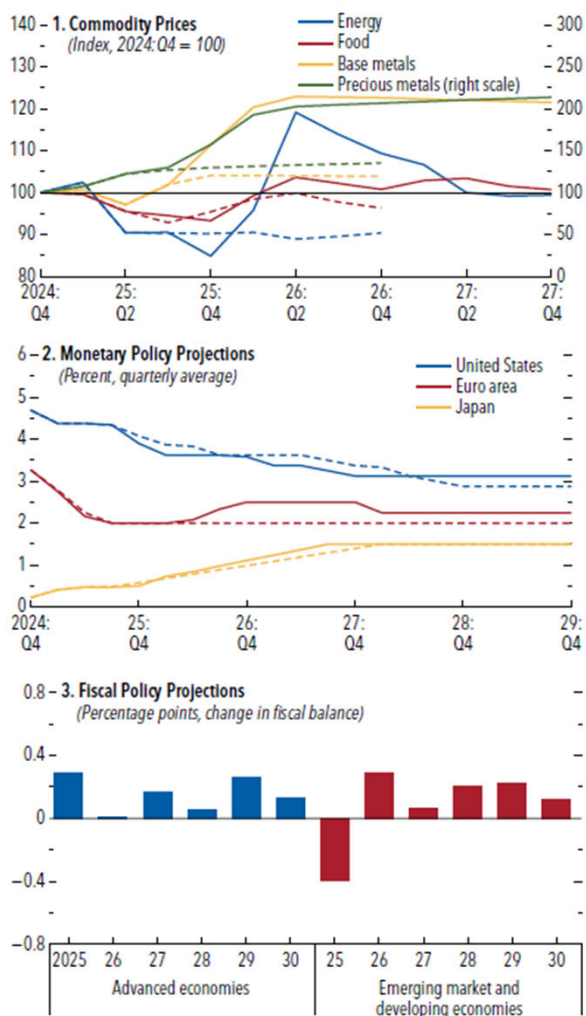 1. Commodity Prices
(Index, 2024:Q4 = 100)
Energy
Food
Base metals
Precious metals (right scale)
140
130
120
110
100
90
80
300
250
200
150
100
50
0
2024:
Q4
25:
Q2
25:
Q4
26:
Q2
26:
Q4
27:
Q2
27:
Q4
2. Monetary Policy Projections
(Percent, quarterly average)
United States
Euro area
Japan
6
5
4
3
2
1
0
2024:
Q4
25:
Q4
26:
Q4
27:
Q4
28:
Q4
29:
Q4
3. Fiscal Policy Projections
(Percentage points, change in fiscal balance)
0.8
0.4
0
−0.4
−0.8
2025 26 27 28 29 30 25 26 27 28 29 30
Advanced economies
Emerging market and
developing economies